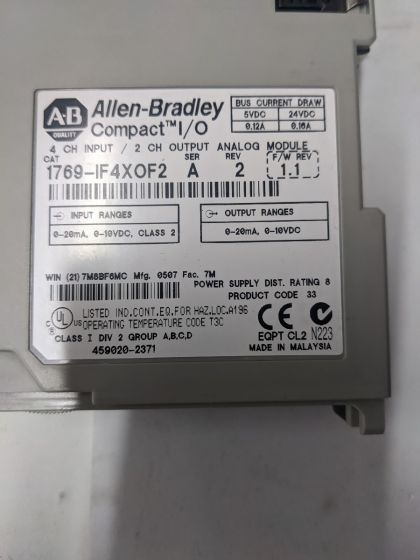 A-B
QUALITY
Allen-Bradley
Compact™ I/O
BUS CURRENT DRAW
5VDC 24VDC
0.12A 0.16A
4 CH INPUT / 2 CH OUTPUT ANALOG MODULE
CAT SER REV F/W REV
1769-IF4XOF2 A 2 1.1
INPUT RANGES
0-20mA, 0-10VDC, CLASS 2
OUTPUT RANGES
0-20mA, 0-10VDC
WIN (21) 7M8BF6MC Mfg. 0507 Fac. 7M
POWER SUPPLY DIST. RATING 8
PRODUCT CODE 33
c UL us LISTED IND.CONT.EQ.FOR HAZ.LOC.A196
OPERATING TEMPERATURE CODE T3C
CLASS I DIV 2 GROUP A,B,C,D
459020-2371
CE
EQPT CL2 N223
MADE IN MALAYSIA